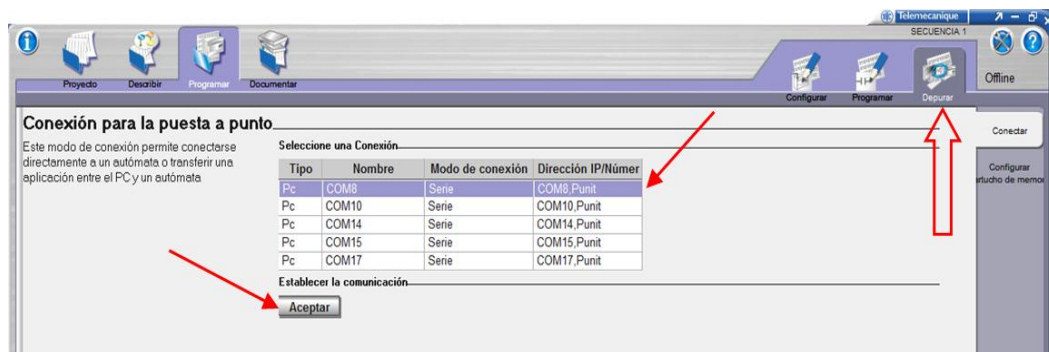 Telemecanique
SECUENCIA 1
Proyecto Describir Programar Documentar
Configurar Programar Depurar
Offline
Conexión para la puesta a punto
Este modo de conexión permite conectarse
directamente a un autómata o transferir una
aplicación entre el PC y un autómata
Seleccione una Conexión
Tipo Nombre Modo de conexión Dirección IP/Númer
Pc COM8 Serie COM8,Punit
Pc COM10 Serie COM10,Punit
Pc COM14 Serie COM14,Punit
Pc COM15 Serie COM15,Punit
Pc COM17 Serie COM17,Punit
Establecer la comunicación
Aceptar
Conectar
Configurar
rtucho de memor